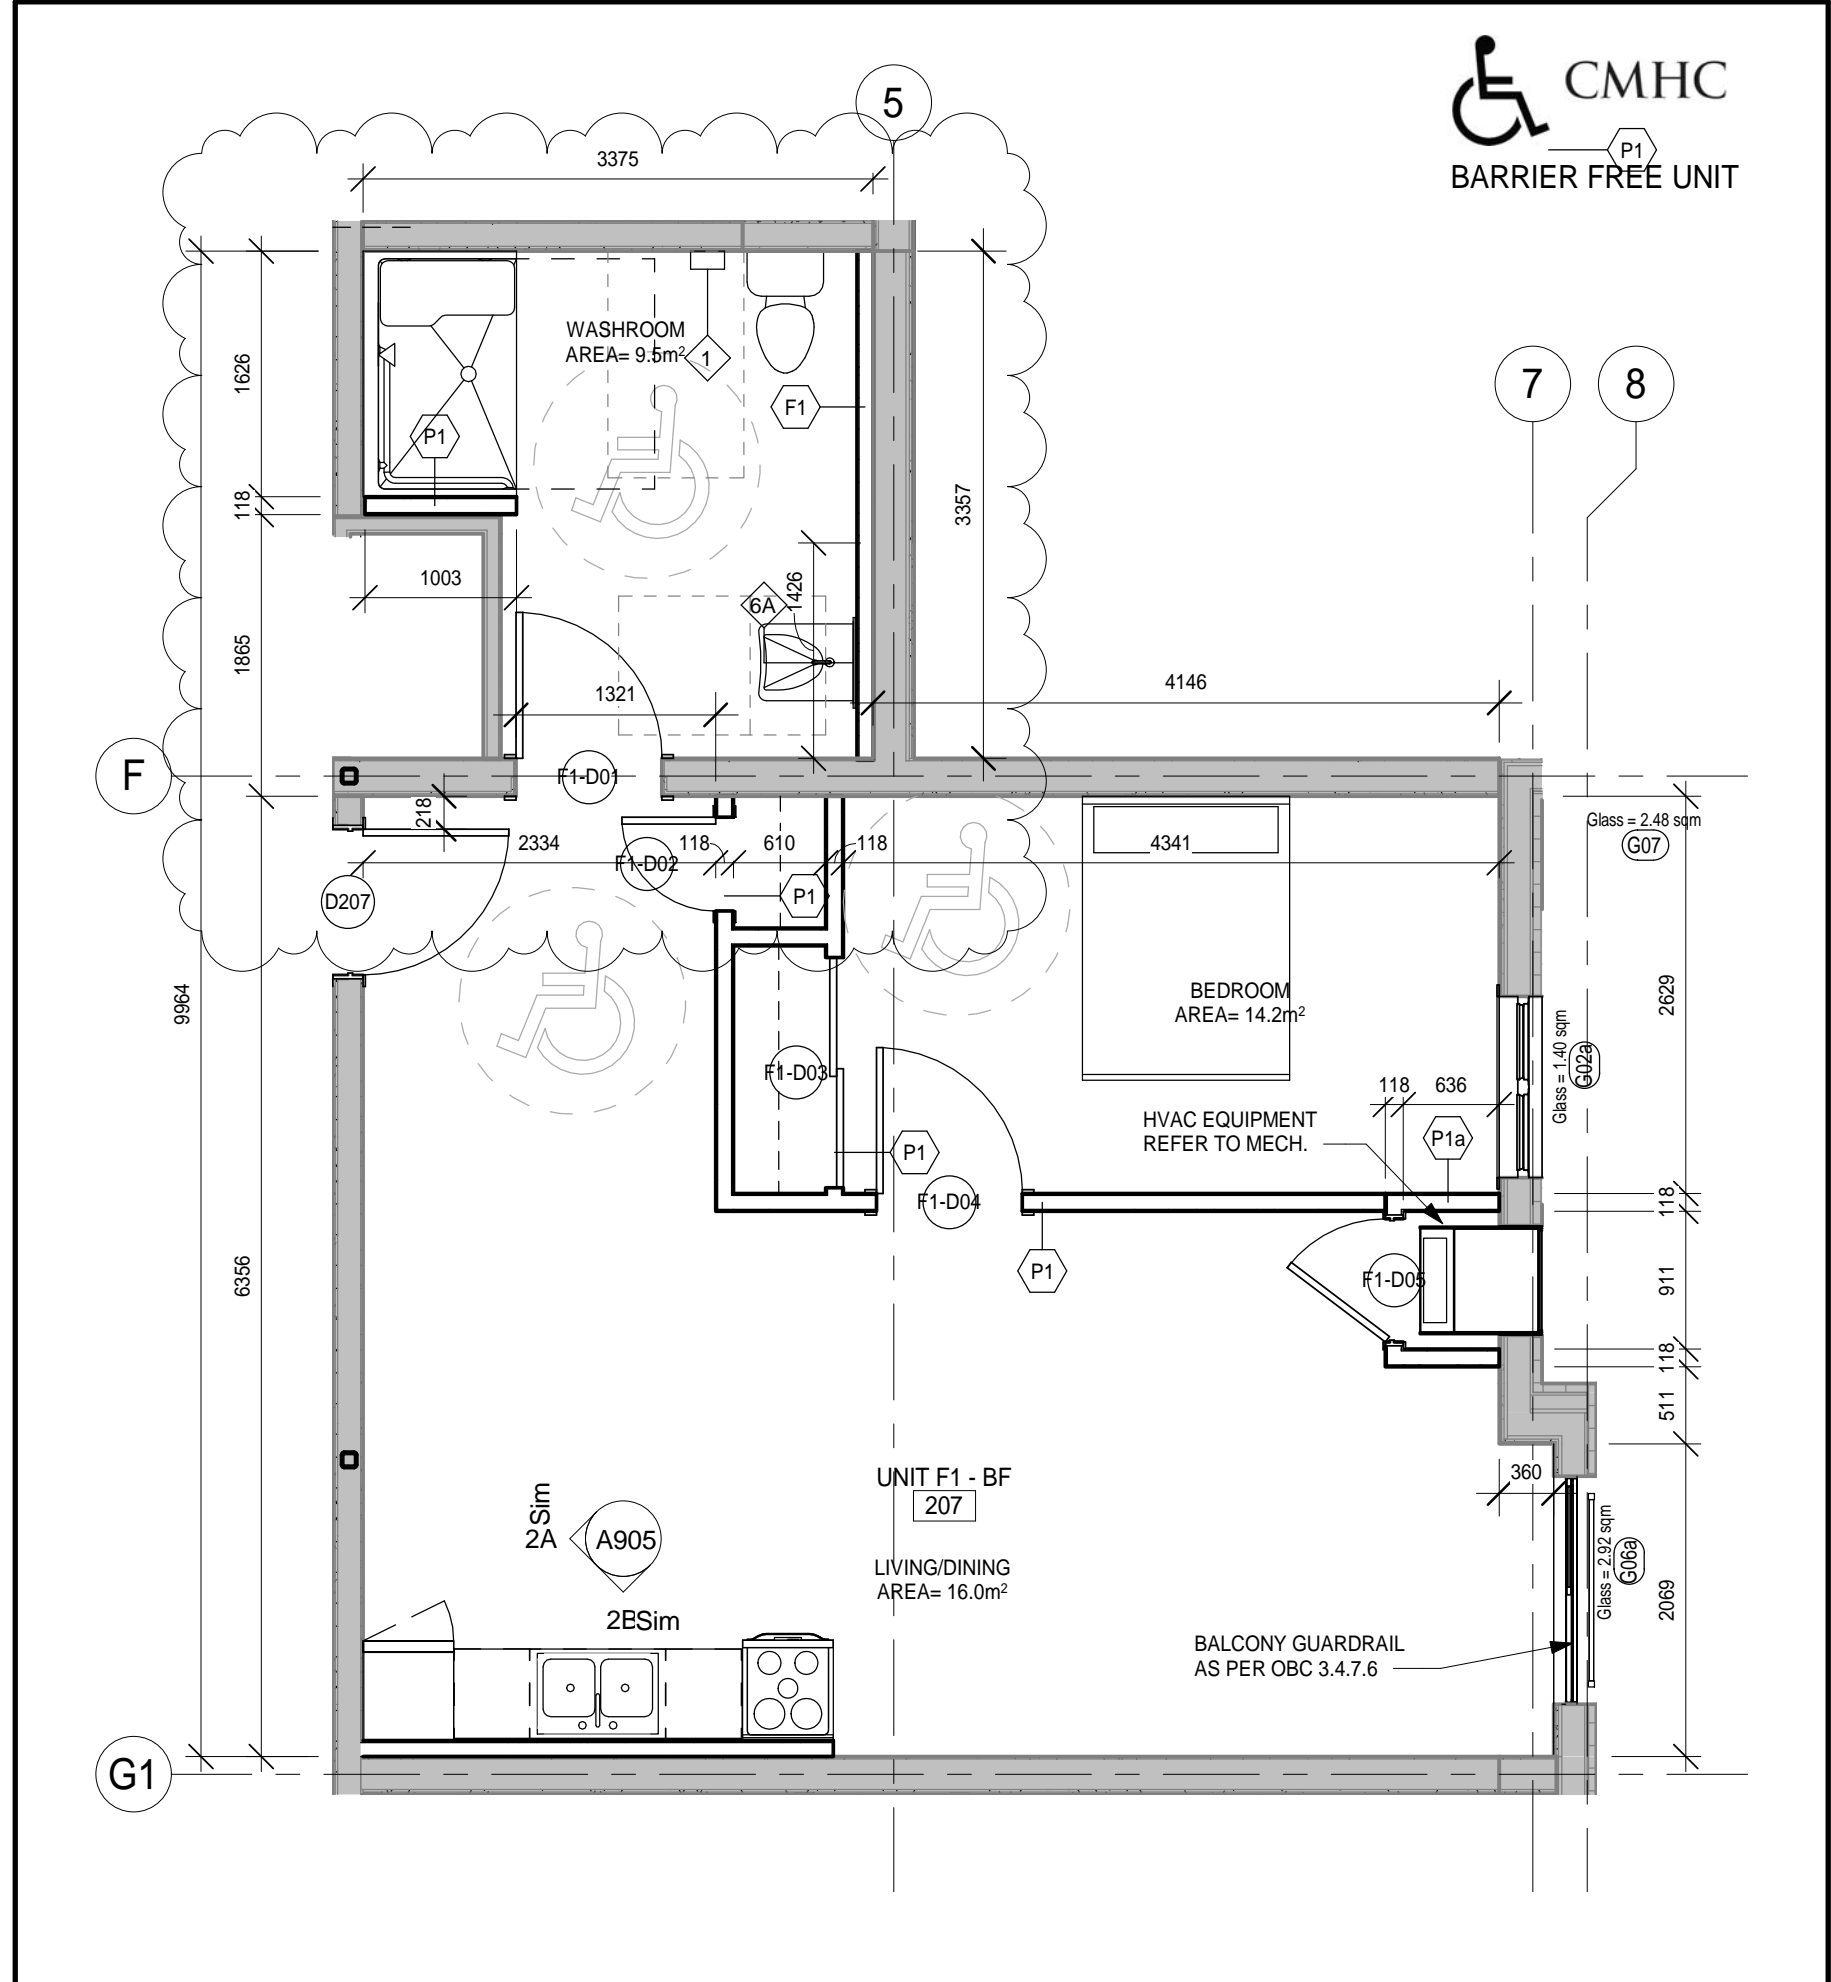 CMHC
P1
BARRIER FREE UNIT
5
3375
WASHROOM
AREA= 9.5m²
1
F1
P1
7
8
1626
118
1003
3357
6A
1426
1865
1321
4146
F
F1-D01
218
2334
F1-D02
118
610
118
4341
Glass = 2.48 sqm
G07
D207
P1
9964
BEDROOM
AREA= 14.2m²
2629
Glass = 1.40 sqm
G02a
F1-D03
118
636
HVAC EQUIPMENT
REFER TO MECH.
P1a
P1
F1-D04
118
6356
P1
F1-D05
911
118
511
UNIT F1 - BF
207
360
Sim
2A
A905
LIVING/DINING
AREA= 16.0m²
Glass = 2.92 sqm
G06a
2069
2BSim
BALCONY GUARDRAIL
AS PER OBC 3.4.7.6
G1